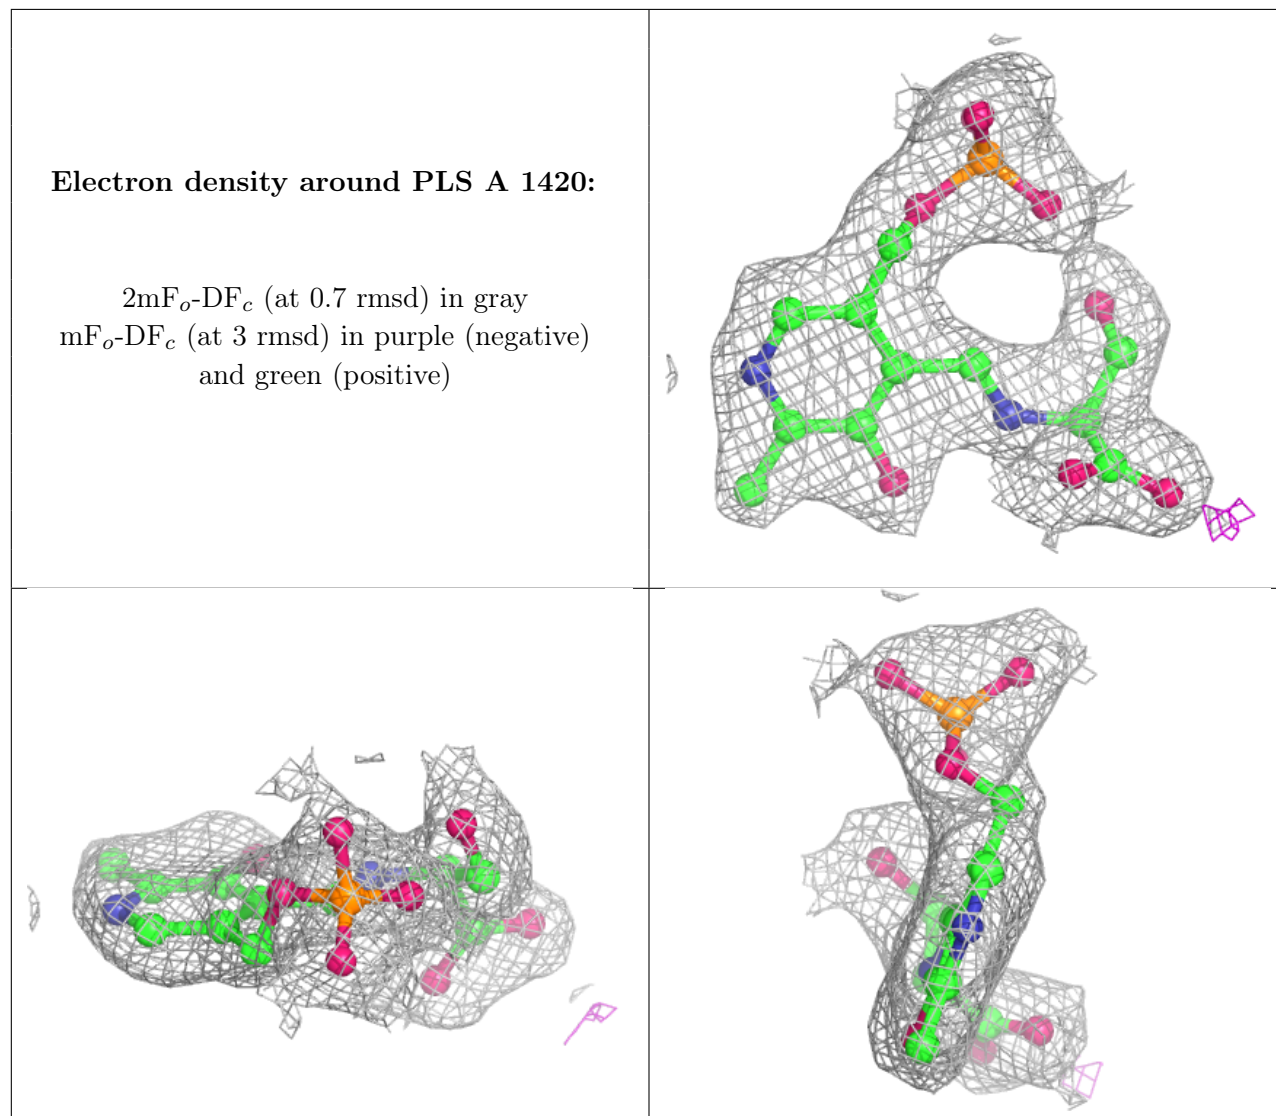 Electron density around PLS A 1420:
2mFo-DFc (at 0.7 rmsd) in gray
mFo-DFc (at 3 rmsd) in purple (negative)
and green (positive)